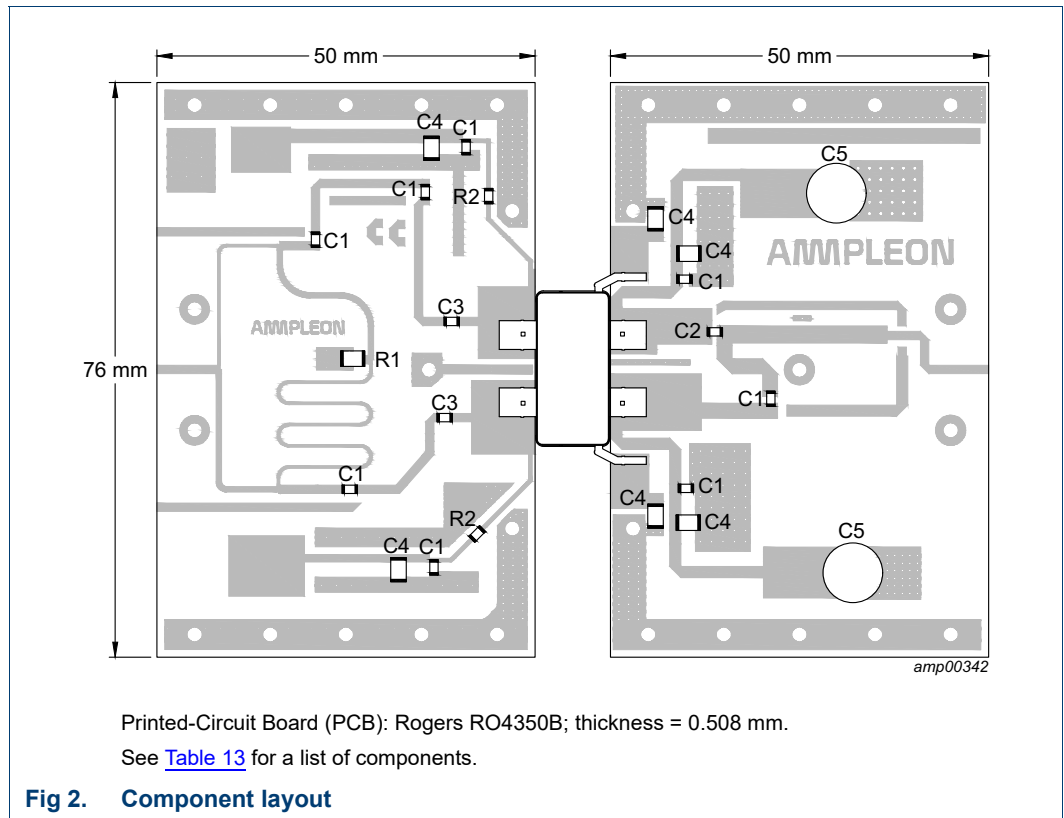 50 mm
50 mm
C4
C1
C5
C1
R2
C4
C1
C4
C1
AMPLEON
C3
AMPLEON
C2
R1
76 mm
C1
C3
C1
C1
C4
R2
C4
C5
C4
C1
amp00342
Printed-Circuit Board (PCB): Rogers RO4350B; thickness = 0.508 mm.
See Table 13 for a list of components.
Fig 2. Component layout